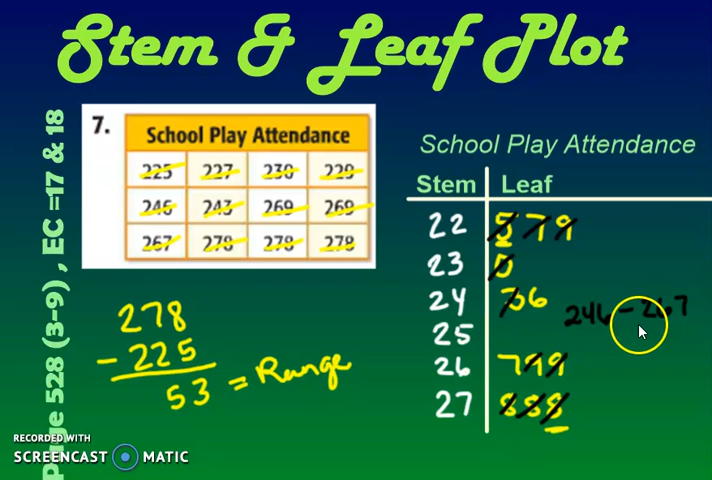 Stem & Leaf Plot
Page 528 (3-9) , EC =17 & 18
7.
School Play Attendance
225 227 230 229
246 243 269 269
267 278 278 278
278
- 225
53 = Range
School Play Attendance
Stem Leaf
22 5 7 9
23 0
24 3 6
246 - 267
25
26 7 9 9
27 8 8 8
RECORDED WITH
SCREENCAST MATIC